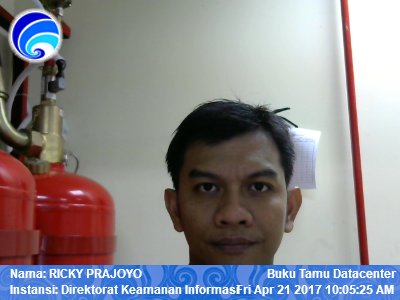 Nama: RICKY PRAJOYO Buku Tamu Datacenter
Instansi: Direktorat Keamanan InformasFri Apr 21 2017 10:05:25 AM